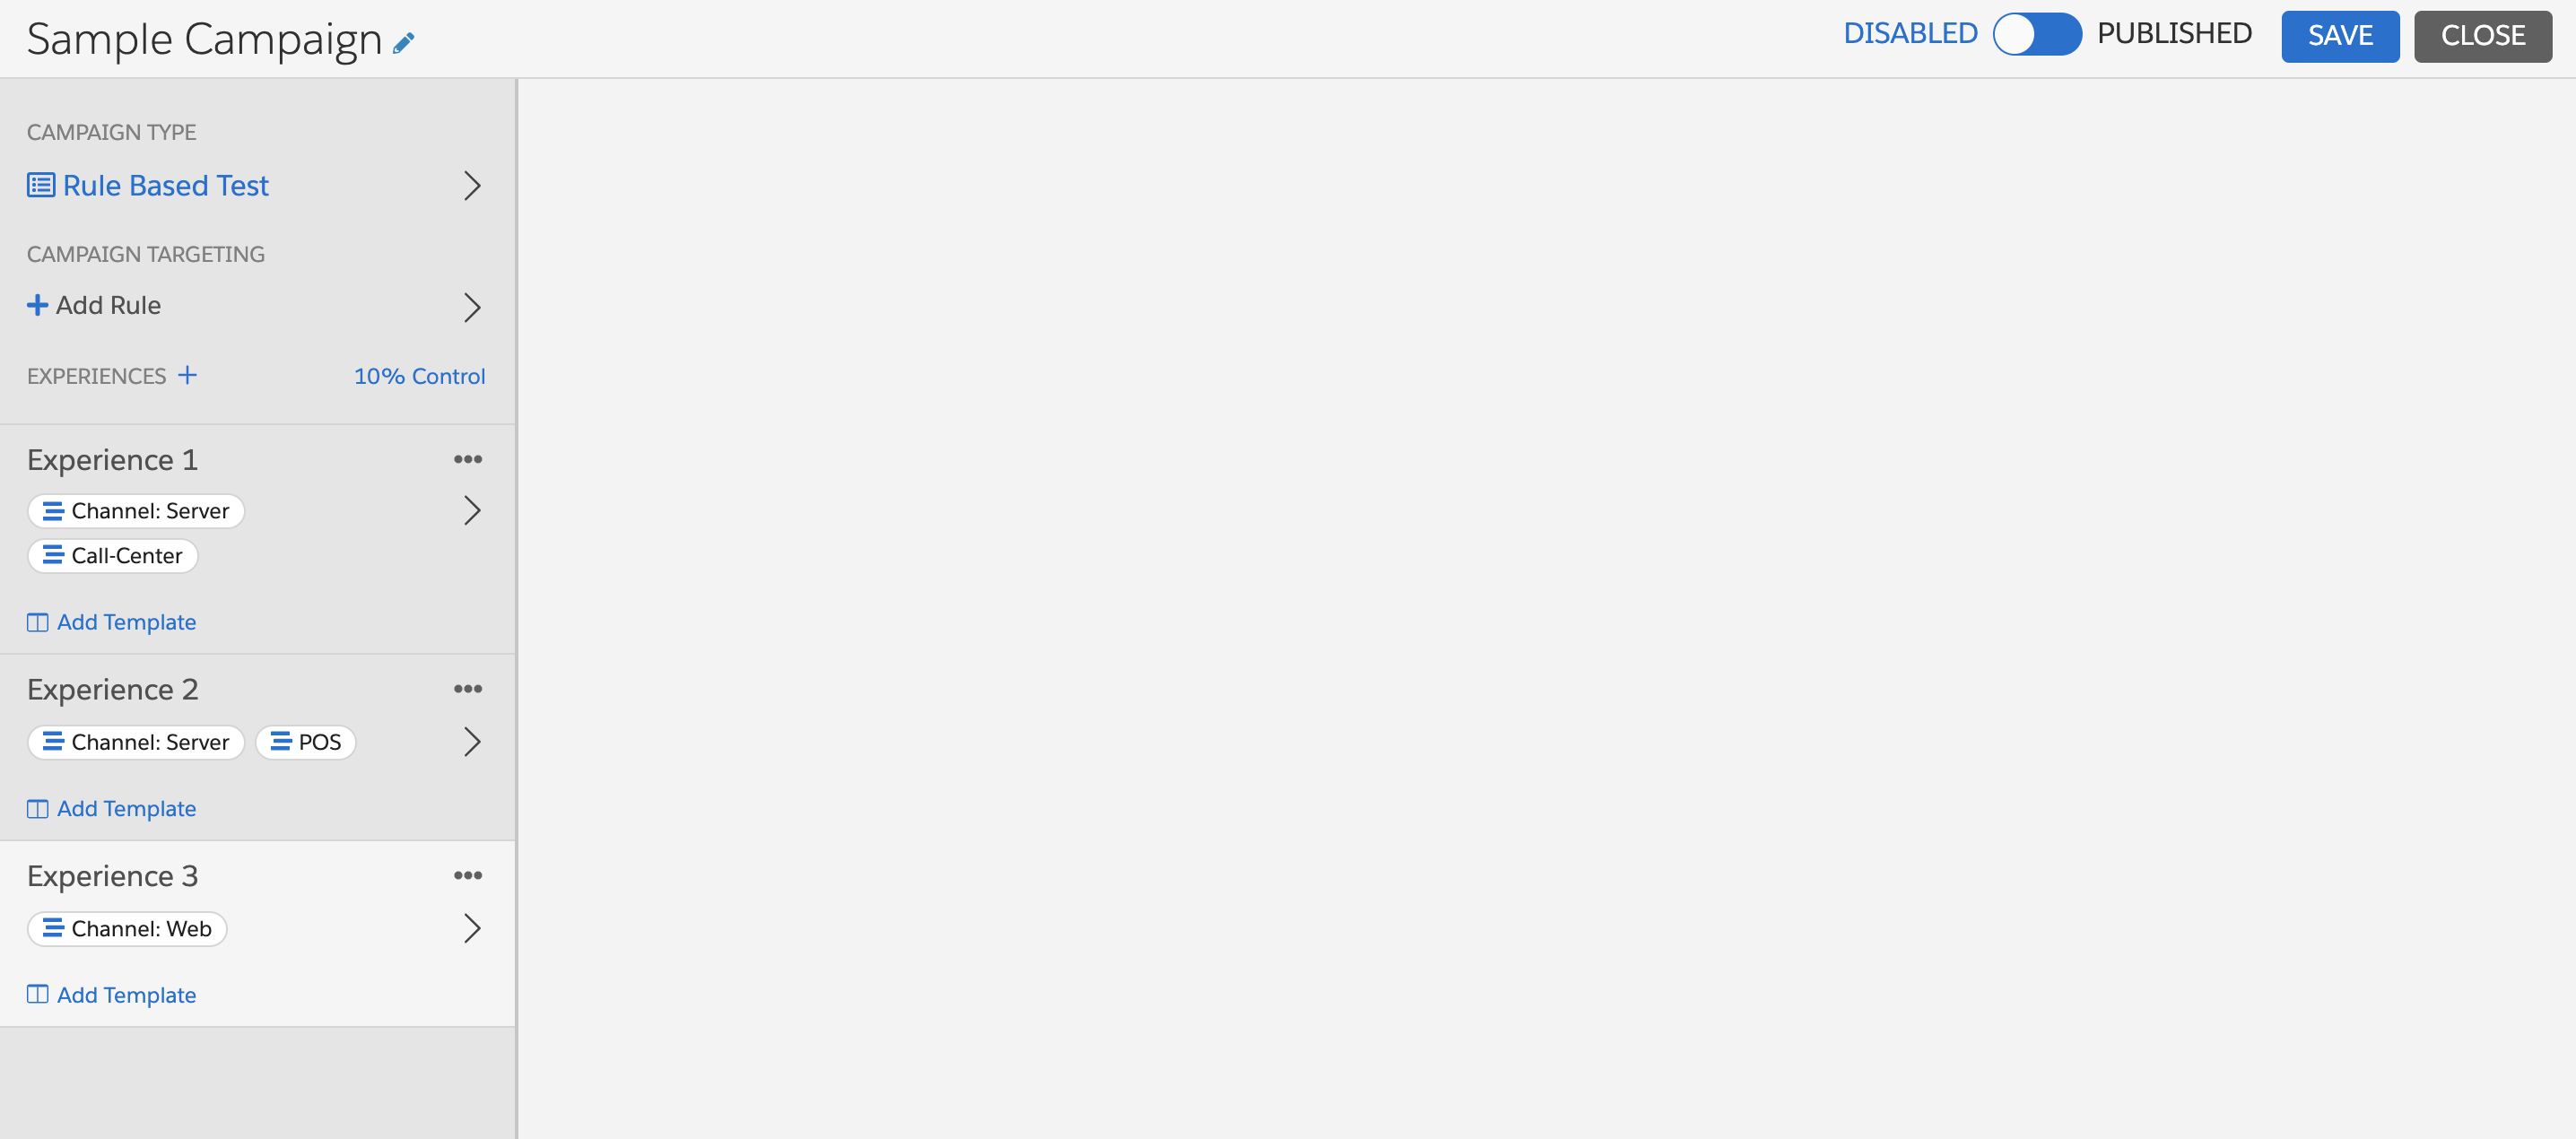 Sample Campaign
DISABLED PUBLISHED SAVE CLOSE
CAMPAIGN TYPE
Rule Based Test
CAMPAIGN TARGETING
Add Rule
EXPERIENCES + 10% Control
Experience 1
Channel: Server
Call-Center
Add Template
Experience 2
Channel: Server POS
Add Template
Experience 3
Channel: Web
Add Template